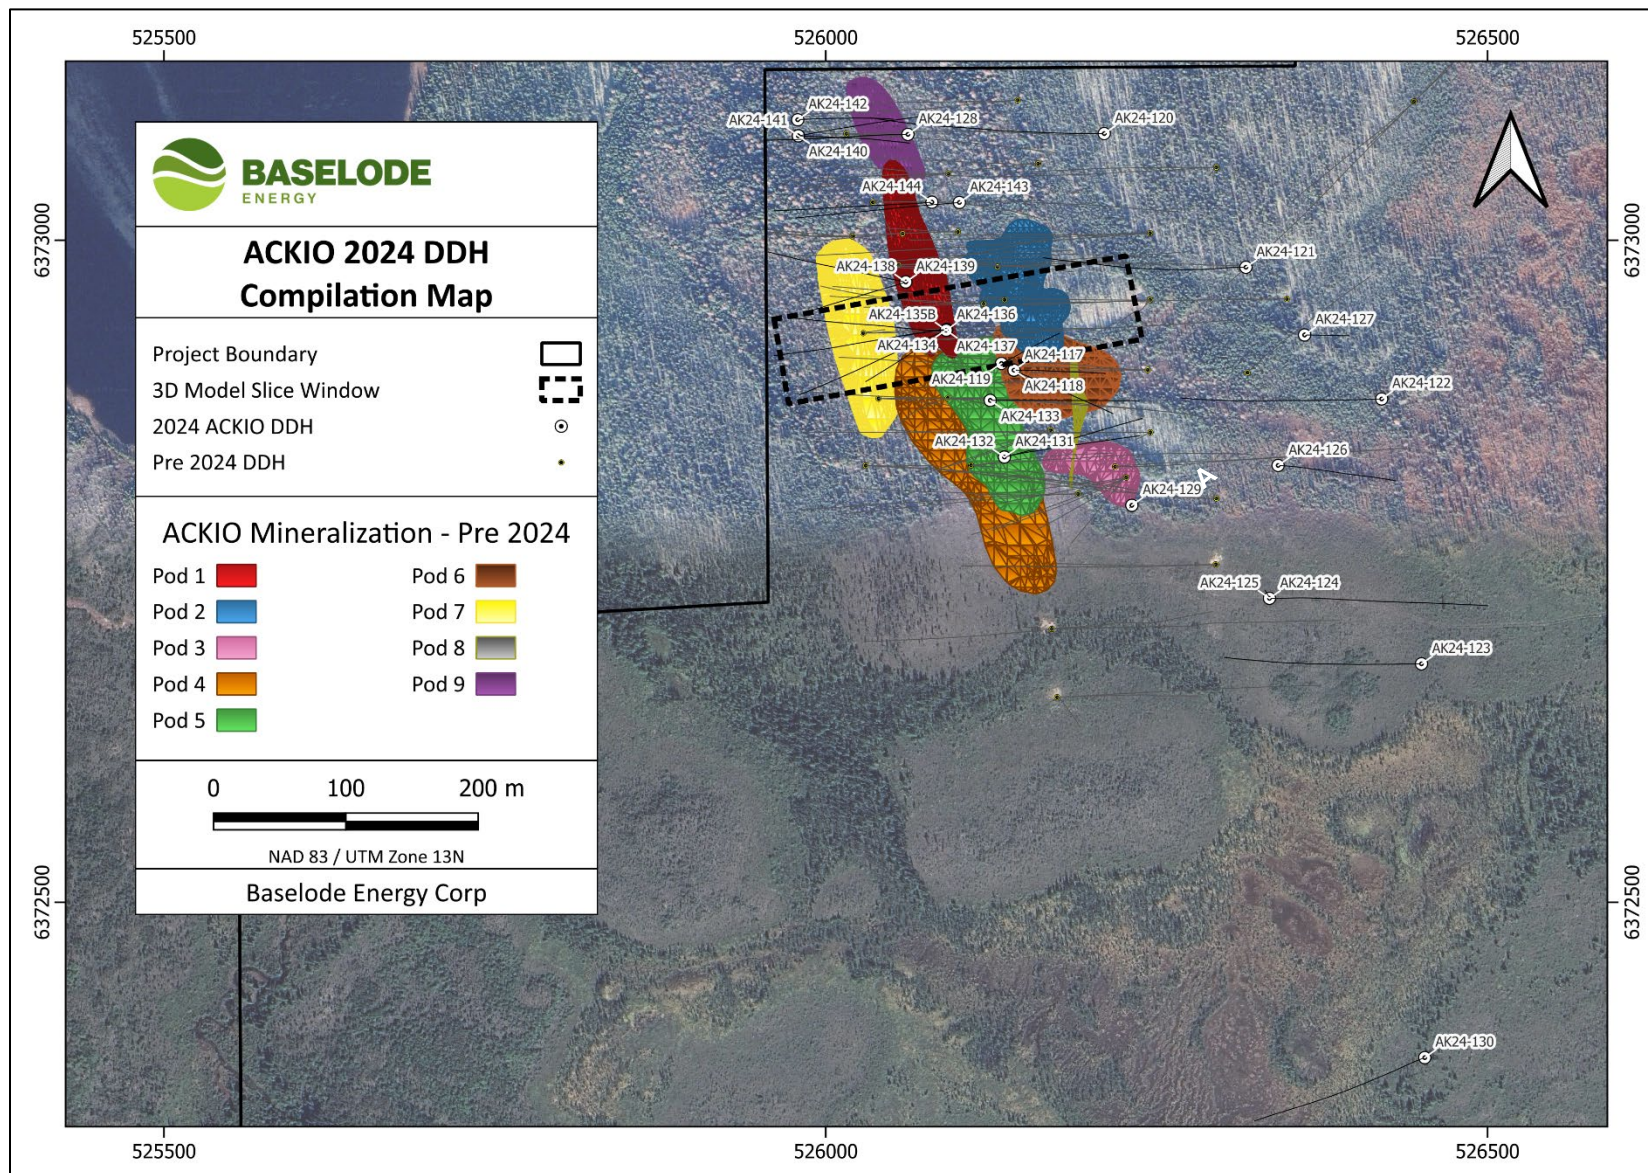 525500
526000
526500
BASELODE
ENERGY
ACKIO 2024 DDH
Compilation Map
Project Boundary
3D Model Slice Window
2024 ACKIO DDH
Pre 2024 DDH
ACKIO Mineralization - Pre 2024
Pod 1
Pod 6
Pod 2
Pod 7
Pod 3
Pod 8
Pod 4
Pod 9
Pod 5
0 100 200 m
NAD 83 / UTM Zone 13N
Baselode Energy Corp
6373000
6372500
AK24-142
AK24-141
AK24-128
AK24-120
AK24-140
AK24-144
AK24-143
AK24-138
AK24-139
AK24-121
AK24-135B
AK24-136
AK24-127
AK24-134
AK24-137
AK24-117
AK24-119
AK24-118
AK24-122
AK24-133
AK24-132
AK24-131
AK24-126
A
AK24-129
AK24-125
AK24-124
AK24-123
AK24-130
6373000
6372500
525500
526000
526500